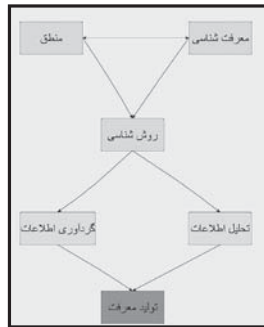 معرفت شناسی
منطق
روش شناسی
تحلیل اطلاعات
گردآوری اطلاعات
تولید معرفت